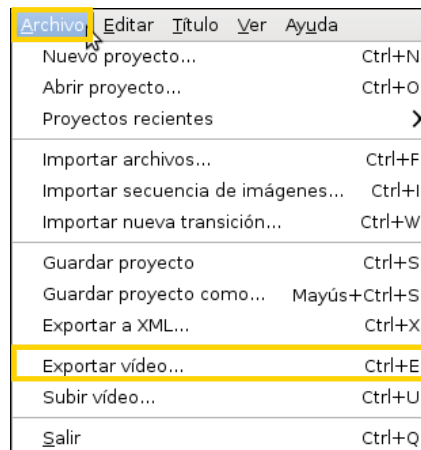 Archivo Editar Título Ver Ayuda
Nuevo proyecto... Ctrl+N
Abrir proyecto... Ctrl+O
Proyectos recientes
Importar archivos... Ctrl+F
Importar secuencia de imágenes... Ctrl+I
Importar nueva transición... Ctrl+W
Guardar proyecto Ctrl+S
Guardar proyecto como... Mayús+Ctrl+S
Exportar a XML... Ctrl+X
Exportar vídeo... Ctrl+E
Subir vídeo... Ctrl+U
Salir Ctrl+Q